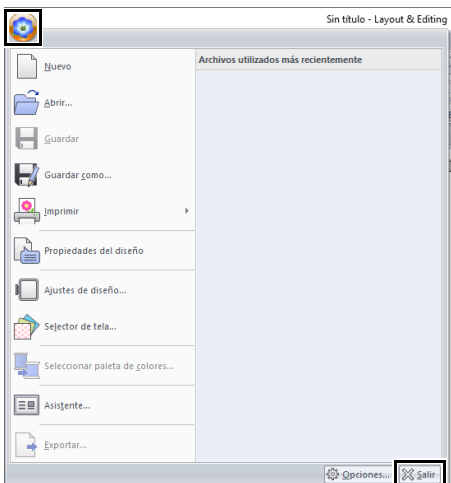 Sin título - Layout & Editing
Archivos utilizados más recientemente
Nuevo
Abrir...
Guardar
Guardar como...
Imprimir
Propiedades del diseño
Ajustes de diseño...
Selector de tela...
Seleccionar paleta de colores...
Asistente...
Exportar...
Opciones...
Salir